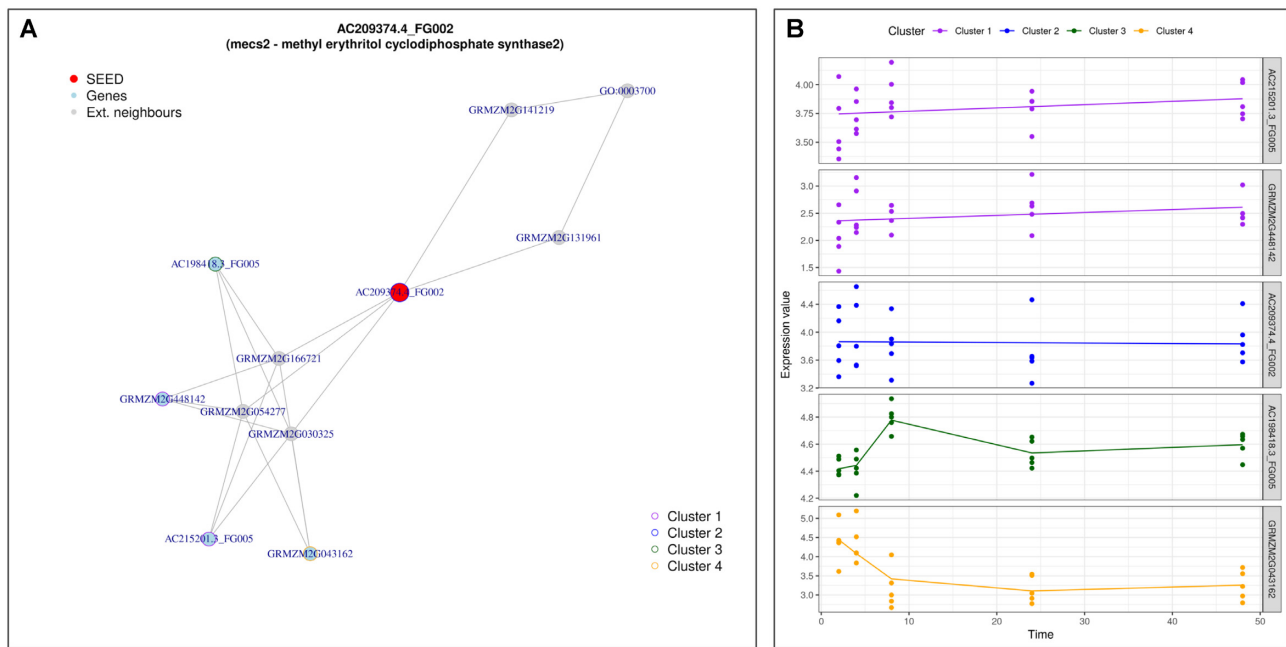 A
AC209374.4_FG002
(mecs2 - methyl erythritol cyclodiphosphate synthase2)
SEED
Genes
Ext. neighbours
GO:0003700
GRMZM2G141219
GRMZM2G131961
AC198418.3_FG005
AC209374.4_FG002
GRMZM2G166721
GRMZM2G448142
GRMZM2G054277
GRMZM2G030325
AC215201.3_FG005
GRMZM2G043162
Cluster 1
Cluster 2
Cluster 3
Cluster 4
B
Cluster Cluster 1 Cluster 2 Cluster 3 Cluster 4
4.00
3.75
3.50
AC215201.3_FG005
3.0
2.5
2.0
1.5
GRMZM2G448142
4.4
4.0
3.6
3.2
AC209374.4_FG002
4.8
4.6
4.4
4.2
AC198418.3_FG005
5.0
4.5
4.0
3.5
3.0
GRMZM2G043162
Expression value
0 10 20 30 40 50
Time